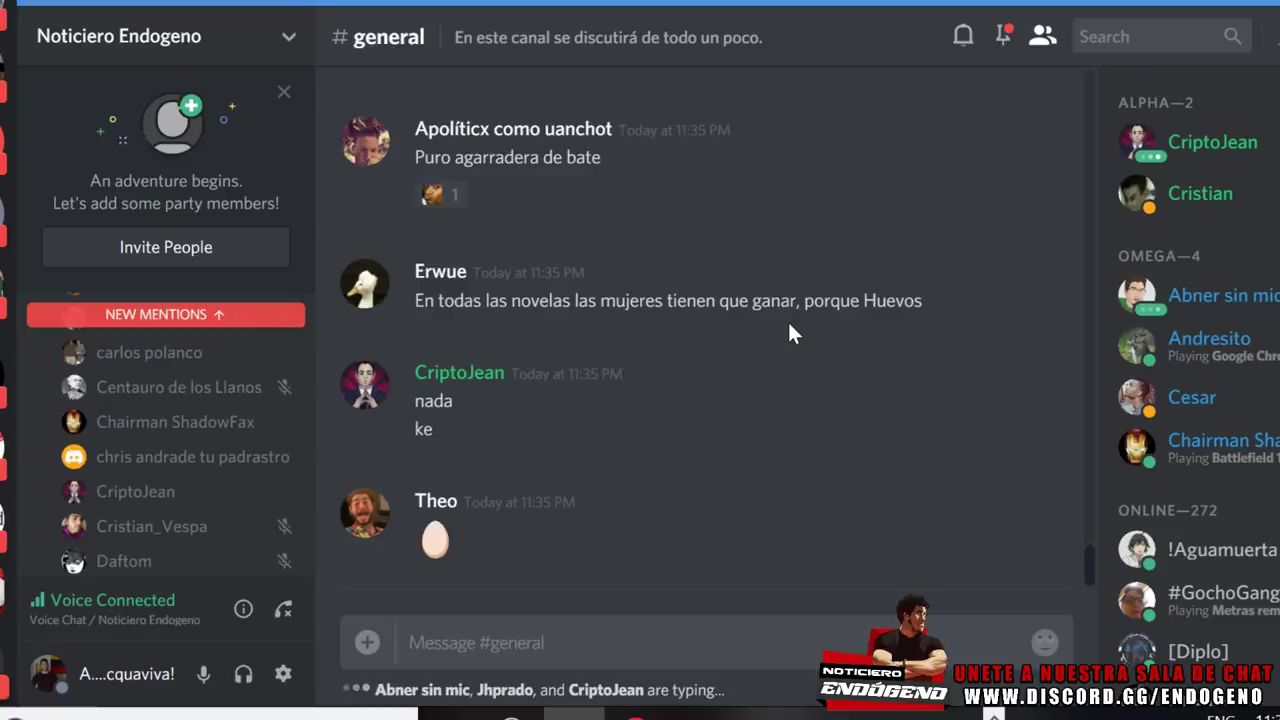 Noticiero Endogeno
# general
En este canal se discutirá de todo un poco.
Search
An adventure begins.
Let's add some party members!
Invite People
NEW MENTIONS ↑
carlos polanco
Centauro de los Llanos
Chairman ShadowFax
chris andrade tu padrastro
CriptoJean
Cristian_Vespa
Daftom
Voice Connected
Voice Chat / Noticiero Endogeno
A....cquaviva!
Apolíticx como uanchot Today at 11:35 PM
Puro agarradera de bate
1
Erwue Today at 11:35 PM
En todas las novelas las mujeres tienen que ganar, porque Huevos
CriptoJean Today at 11:35 PM
nada
ke
Theo Today at 11:35 PM
Message #general
Abner sin mic, Jhprado, and CriptoJean are typing...
ALPHA—2
CriptoJean
Cristian
OMEGA—4
Abner sin mic
Andresito
Playing Google Chr
Cesar
Chairman Sha
Playing Battlefield 1
ONLINE—272
!Aguamuerta
#GochoGang
Playing Metras rem
[Diplo]
NOTICIERO
ENDÓGENO
UNETE A NUESTRA SALA DE CHAT
WWW.DISCORD.GG/ENDOGENO
ENG